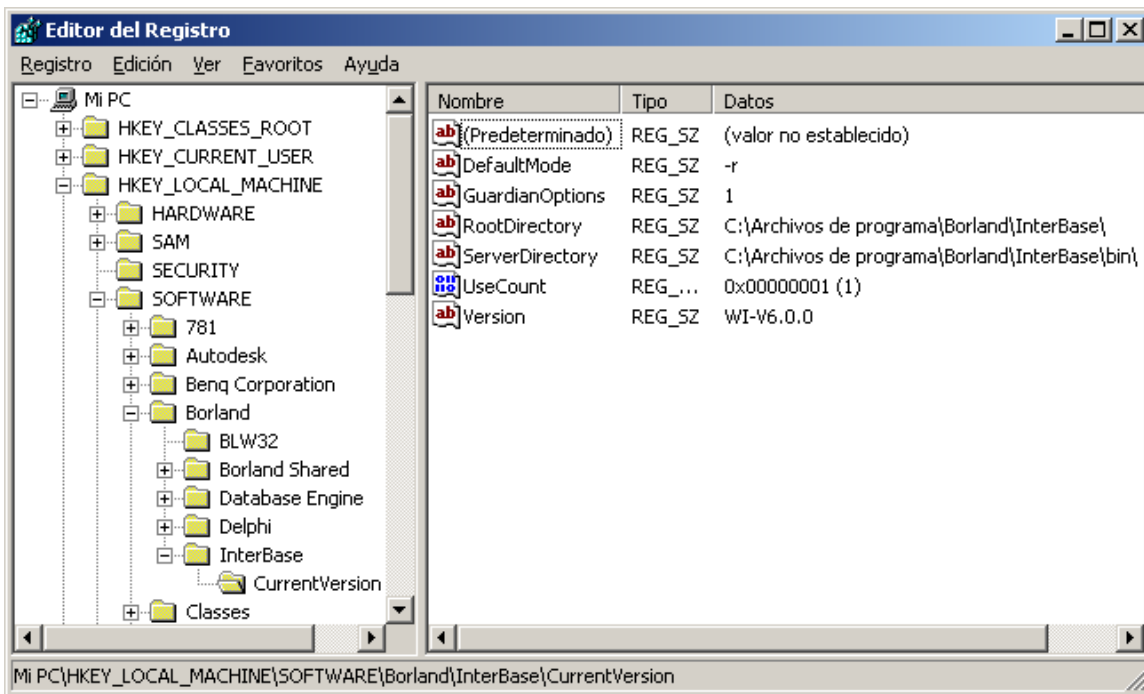 Editor del Registro
Registro Edición Ver Favoritos Ayuda
Mi PC
HKEY_CLASSES_ROOT
HKEY_CURRENT_USER
HKEY_LOCAL_MACHINE
HARDWARE
SAM
SECURITY
SOFTWARE
781
Autodesk
Benq Corporation
Borland
BLW32
Borland Shared
Database Engine
Delphi
InterBase
CurrentVersion
Classes
Nombre Tipo Datos
(Predeterminado) REG_SZ (valor no establecido)
DefaultMode REG_SZ -r
GuardianOptions REG_SZ 1
RootDirectory REG_SZ C:\Archivos de programa\Borland\InterBase\
ServerDirectory REG_SZ C:\Archivos de programa\Borland\InterBase\bin\
UseCount REG_... 0x00000001 (1)
Version REG_SZ WI-V6.0.0
Mi PC\HKEY_LOCAL_MACHINE\SOFTWARE\Borland\InterBase\CurrentVersion